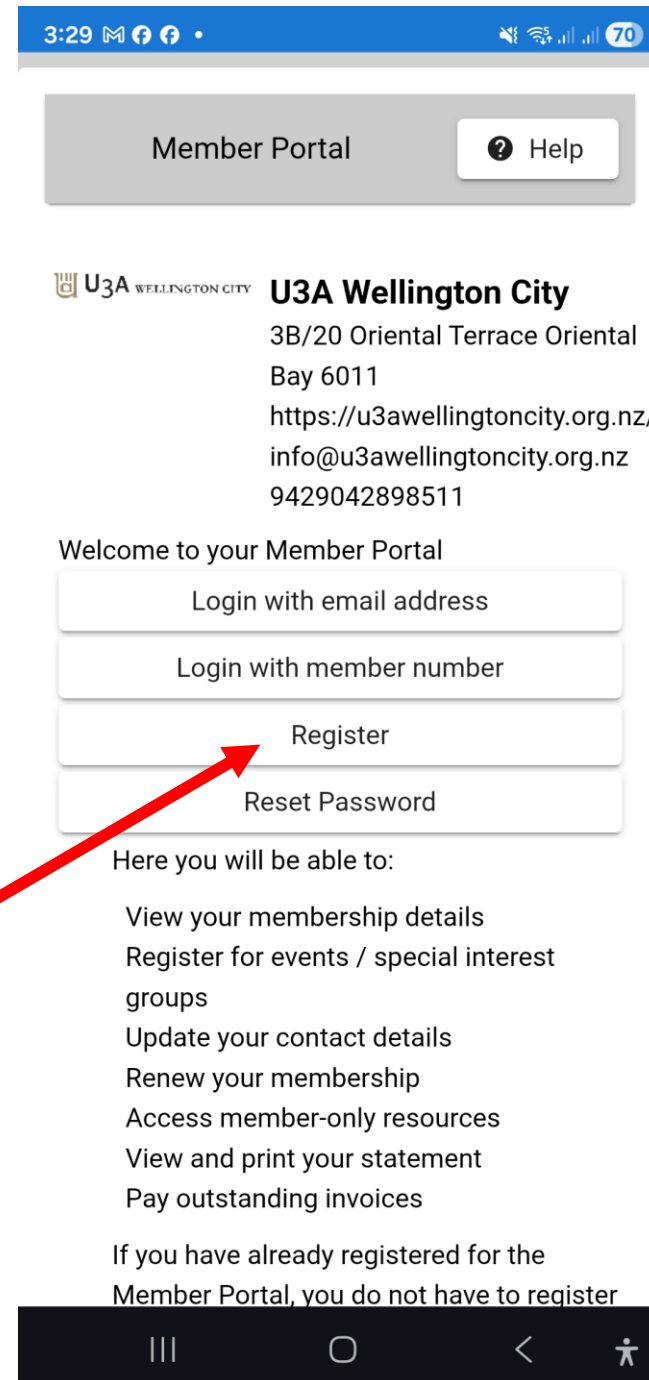 3:29
70
Member Portal
Help
U3A WELLINGTON CITY
U3A Wellington City
3B/20 Oriental Terrace Oriental
Bay 6011
https://u3awellingtoncity.org.nz/
info@u3awellingtoncity.org.nz
9429042898511
Welcome to your Member Portal
Login with email address
Login with member number
Register
Reset Password
Here you will be able to:
View your membership details
Register for events / special interest
groups
Update your contact details
Renew your membership
Access member-only resources
View and print your statement
Pay outstanding invoices
If you have already registered for the
Member Portal, you do not have to register